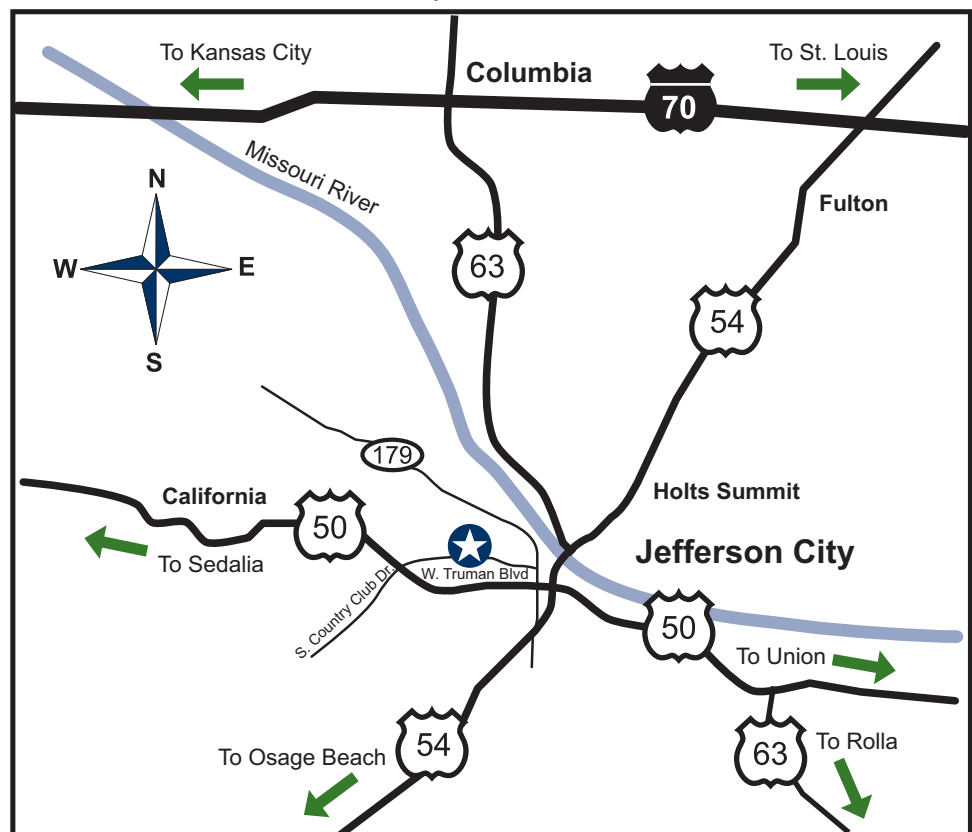 To Kansas City
To St. Louis
Columbia
70
Missouri River
N
Fulton
W
E
63
54
S
179
California
Holts Summit
50
To Sedalia
Jefferson City
W. Truman Blvd
S. Country Club Dr.
50
To Union
54
63
To Rolla
To Osage Beach